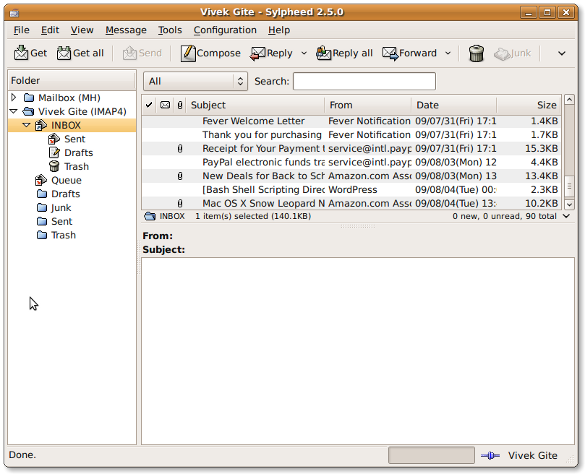 Vivek Gite - Sylpheed 2.5.0
File Edit View Message Tools Configuration Help
Get Get all Send Compose Reply Reply all Forward Junk
Folder
Mailbox (MH)
Vivek Gite (IMAP4)
INBOX
Sent
Drafts
Trash
Queue
Drafts
Junk
Sent
Trash
All Search:
Subject From Date Size
Fever Welcome Letter Fever Notification 09/07/31(Fri) 17:1 1.4KB
Thank you for purchasing Fever Notification 09/07/31(Fri) 17:1 1.7KB
Receipt for Your Payment t service@intl.payp 09/07/31(Fri) 17:1 15.3KB
PayPal electronic funds tra service@intl.payp 09/08/03(Mon) 12 4.4KB
New Deals for Back to Sch Amazon.com Asso 09/08/03(Mon) 13 13.4KB
[Bash Shell Scripting Direc WordPress 09/08/04(Tue) 00: 2.3KB
Mac OS X Snow Leopard N Amazon.com Asso 09/08/04(Tue) 13: 10.2KB
INBOX 1 item(s) selected (140.1KB) 0 new, 0 unread, 90 total
From:
Subject:
Done. Vivek Gite